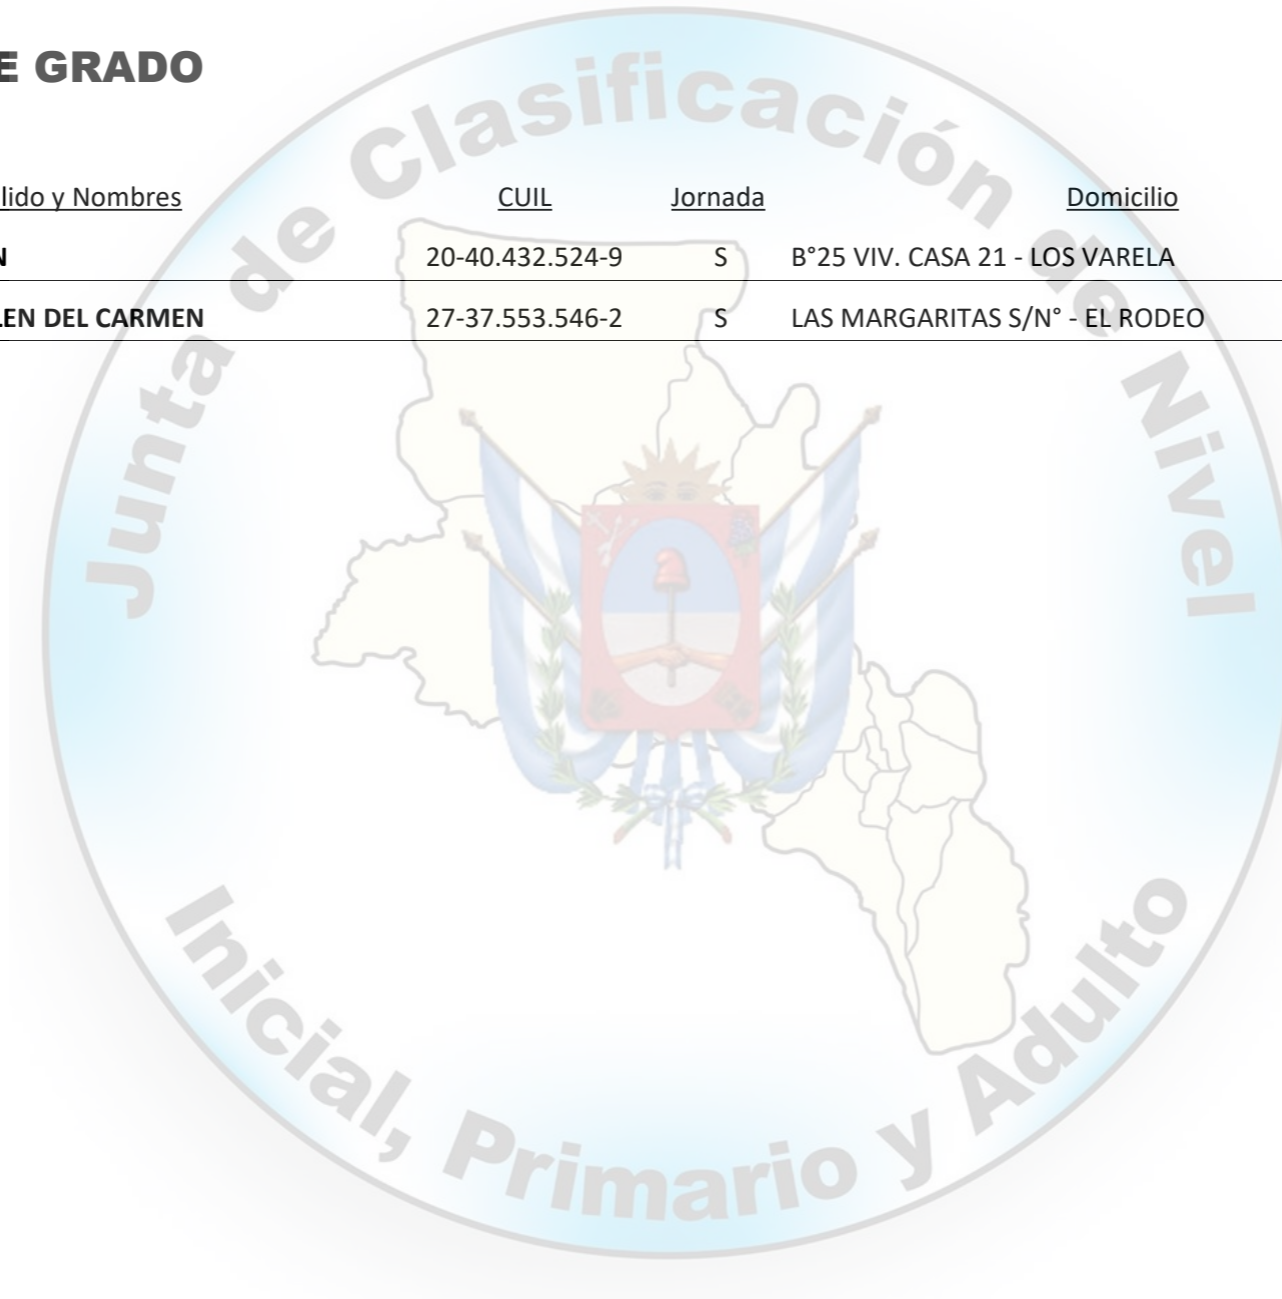 E GRADO
lido y Nombres CUIL Jornada Domicilio
N 20-40.432.524-9 S B°25 VIV. CASA 21 - LOS VARELA
LEN DEL CARMEN 27-37.553.546-2 S LAS MARGARITAS S/N° - EL RODEO
Junta de Clasificación de Nivel
Inicial, Primario y Adulto